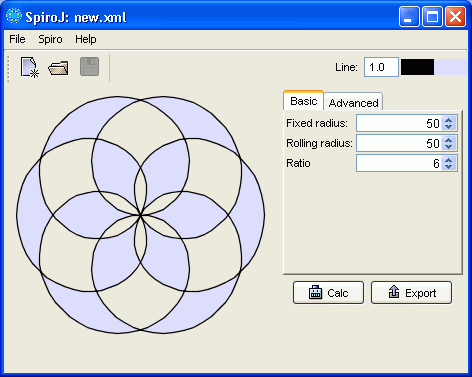 SpiroJ: new.xml
File Spiro Help
Line: 1.0
Basic Advanced
Fixed radius: 50
Rolling radius: 50
Ratio 6
Calc Export